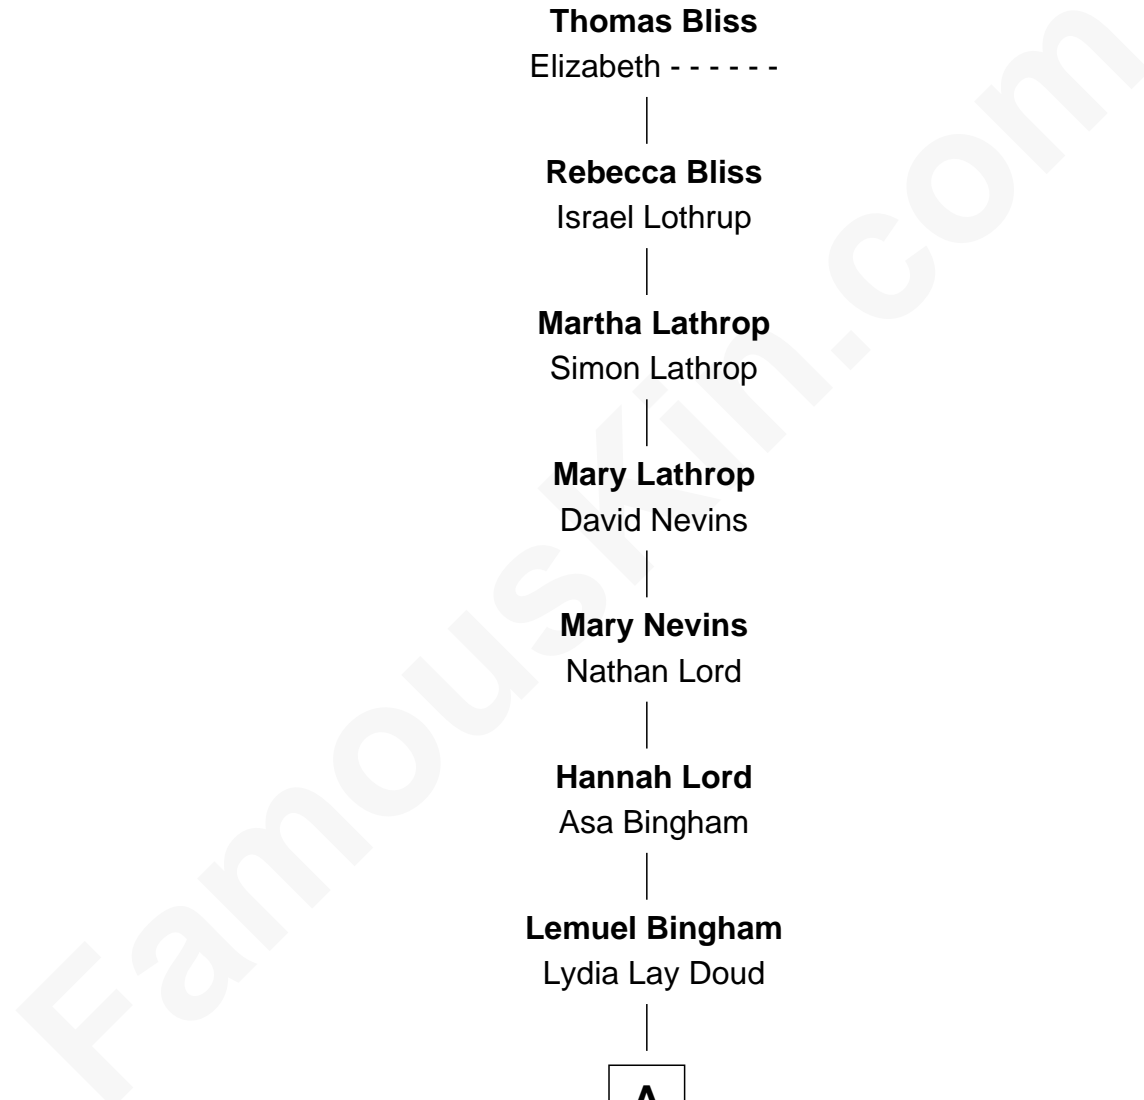 Thomas Bliss
Elizabeth - - - - - -
Rebecca Bliss
Israel Lothrup
Martha Lathrop
Simon Lathrop
Mary Lathrop
David Nevins
Mary Nevins
Nathan Lord
Hannah Lord
Asa Bingham
Lemuel Bingham
Lydia Lay Doud
A
FamousKin.com